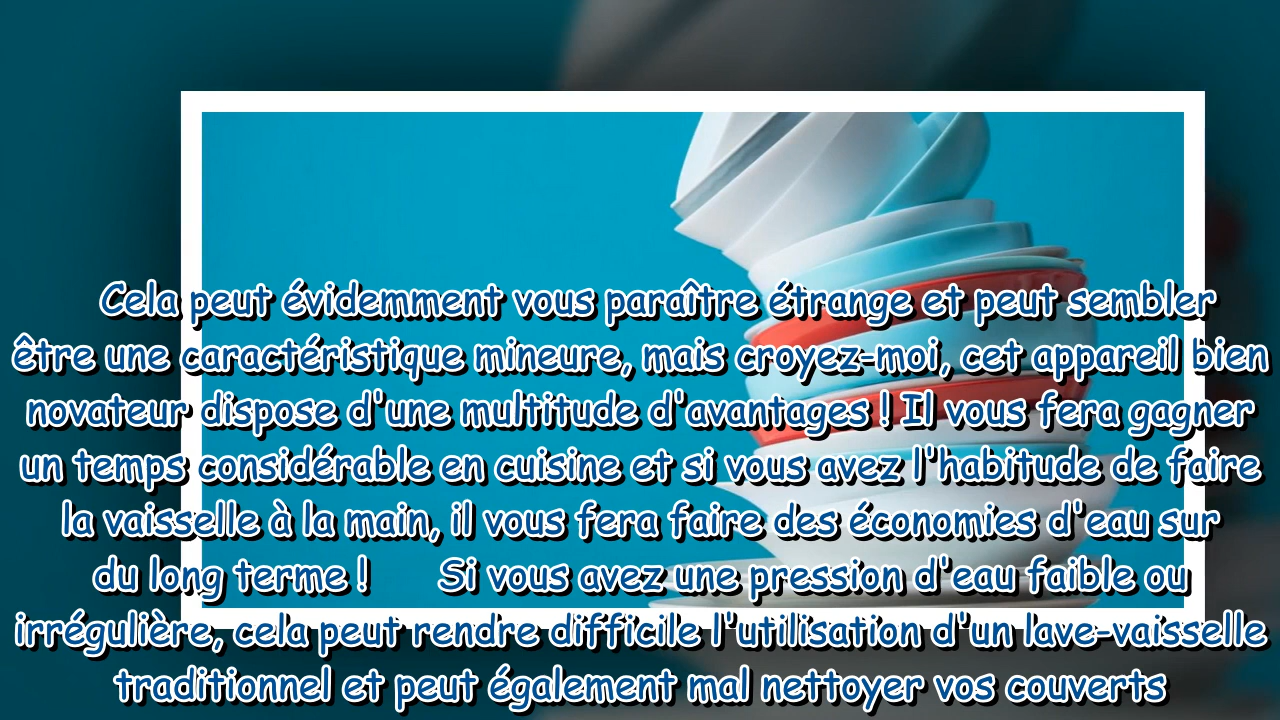 Cela peut évidemment vous paraître étrange et peut sembler
être une caractéristique mineure, mais croyez-moi, cet appareil bien
novateur dispose d'une multitude d'avantages ! Il vous fera gagner
un temps considérable en cuisine et si vous avez l'habitude de faire
la vaisselle à la main, il vous fera faire des économies d'eau sur
du long terme ! Si vous avez une pression d'eau faible ou
irrégulière, cela peut rendre difficile l'utilisation d'un lave-vaisselle
traditionnel et peut également mal nettoyer vos couverts